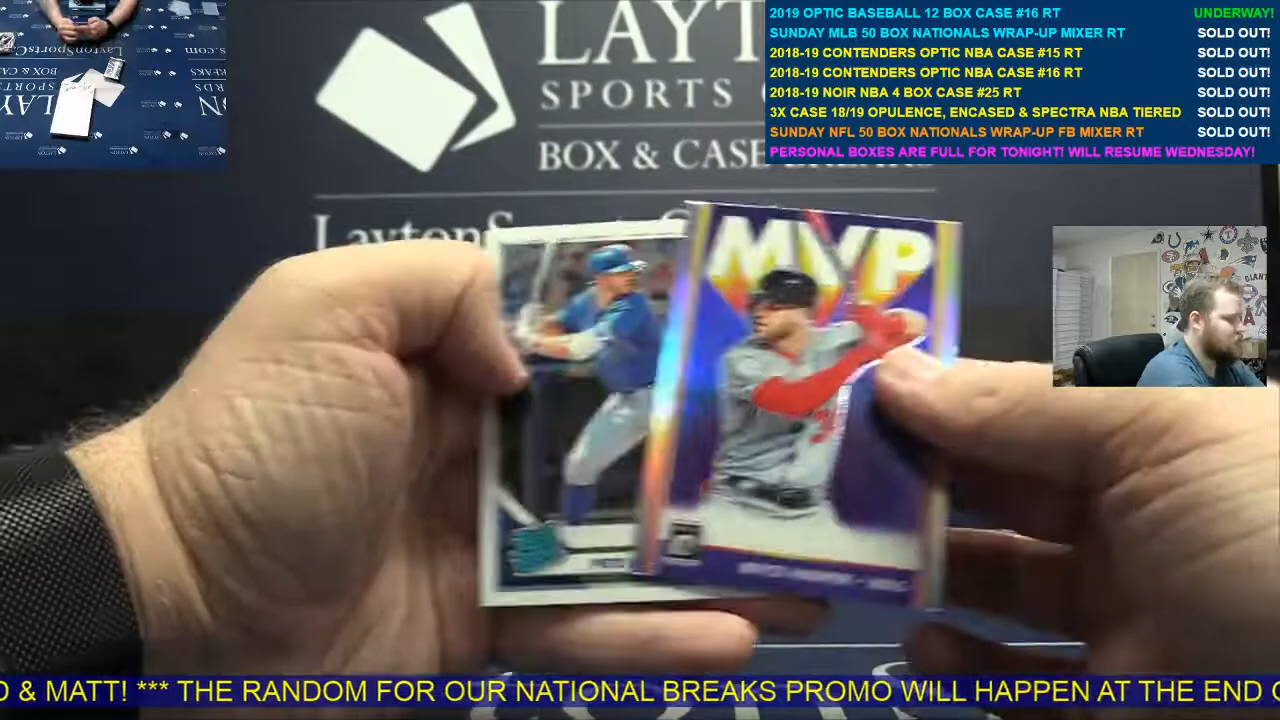 2019 OPTIC BASEBALL 12 BOX CASE #16 RT UNDERWAY!
SUNDAY MLB 50 BOX NATIONALS WRAP-UP MIXER RT SOLD OUT!
2018-19 CONTENDERS OPTIC NBA CASE #15 RT SOLD OUT!
2018-19 CONTENDERS OPTIC NBA CASE #16 RT SOLD OUT!
2018-19 NOIR NBA 4 BOX CASE #25 RT SOLD OUT!
3X CASE 18/19 OPULENCE, ENCASED & SPECTRA NBA TIERED SOLD OUT!
SUNDAY NFL 50 BOX NATIONALS WRAP-UP FB MIXER RT SOLD OUT!
PERSONAL BOXES ARE FULL FOR TONIGHT! WILL RESUME WEDNESDAY!
LAYT
SPORTS C
BOX & CASE BREAKS
LaytonS
MVP
& MATT! *** THE RANDOM FOR OUR NATIONAL BREAKS PROMO WILL HAPPEN AT THE END